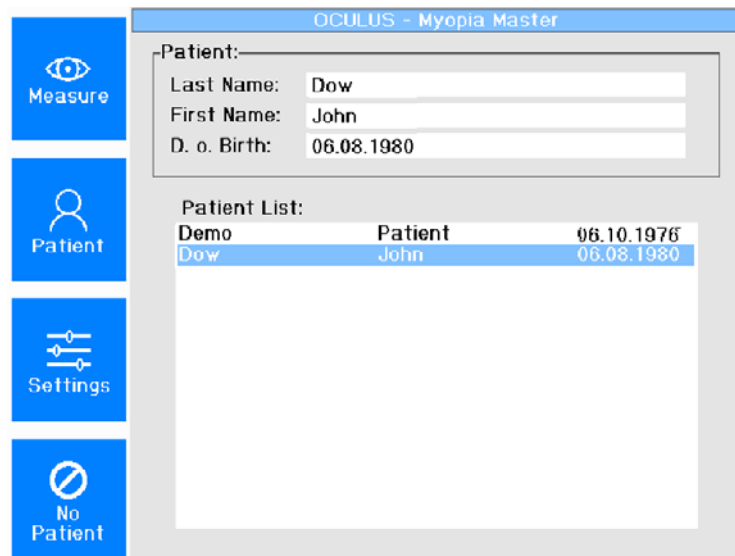 OCULUS - Myopia Master
Measure
Patient
Settings
No
Patient
Patient:
Last Name: Dow
First Name: John
D. o. Birth: 06.08.1980
Patient List:
Demo Patient 06.10.1976
Dow John 06.08.1980